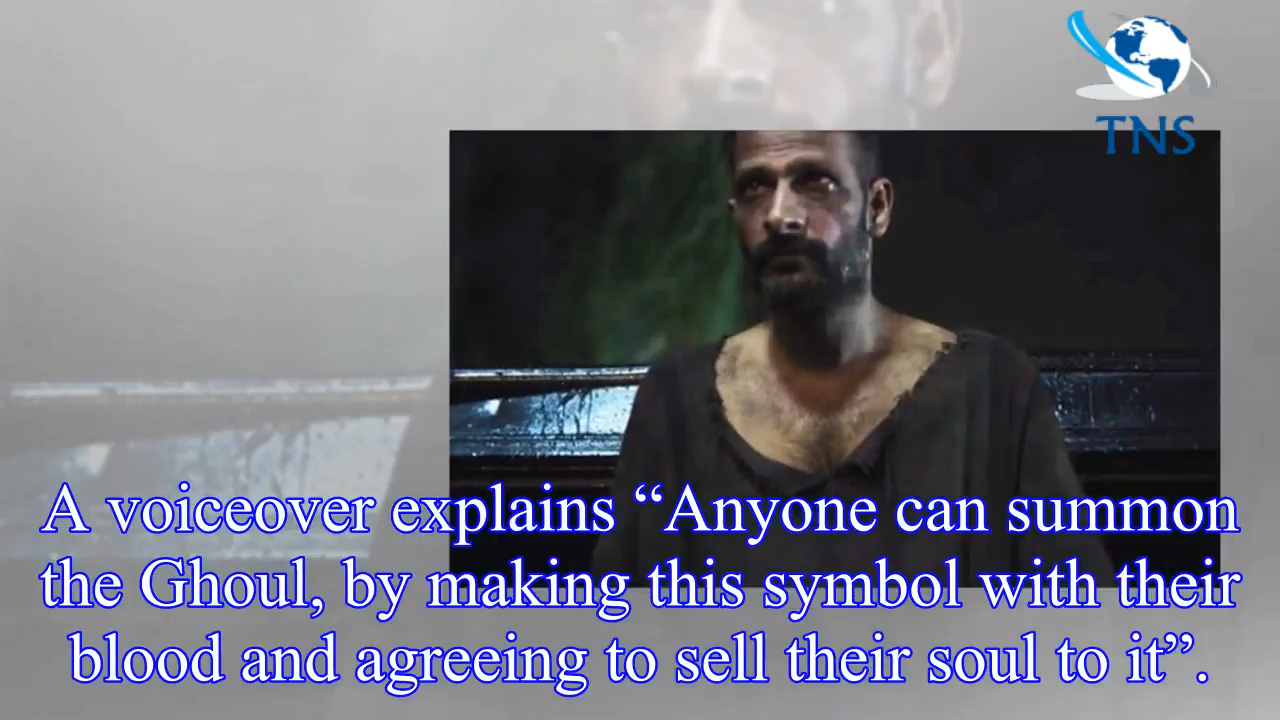 TNS
A voiceover explains “Anyone can summon
the Ghoul, by making this symbol with their
blood and agreeing to sell their soul to it”.